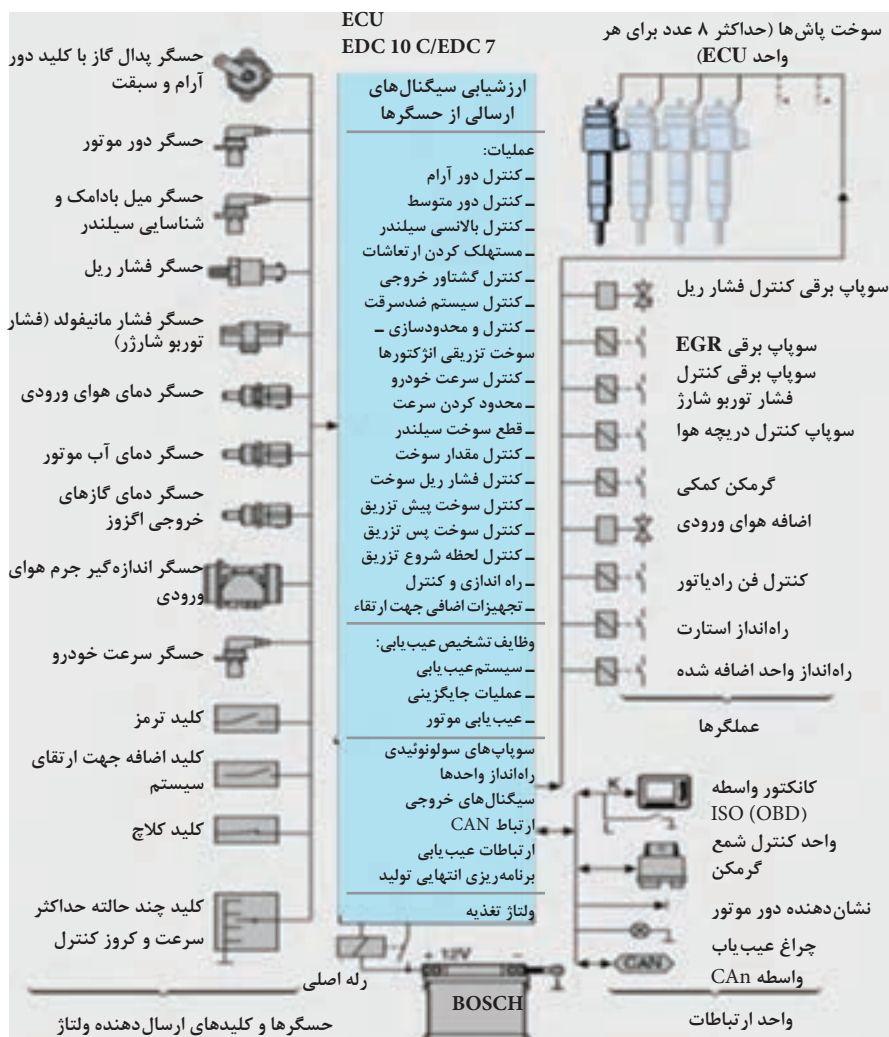 ECU
EDC 10 C/EDC 7
حسگر پدال گاز با کلید دور
آرام و سبقت
حسگر دور موتور
حسگر میل بادامک و
شناسایی سیلندر
حسگر فشار ریل
حسگر فشار مانیفولد (فشار
توربو شارژر)
حسگر دمای هوای ورودی
حسگر دمای آب موتور
حسگر دمای گازهای
خروجی اگزوز
حسگر اندازه‌گیر جرم هوای
ورودی
حسگر سرعت خودرو
کلید ترمز
کلید اضافه جهت ارتقای
سیستم
کلید کلاچ
کلید چند حالته حداکثر
سرعت و کروز کنترل
حسگرها و کلیدهای ارسال‌دهنده ولتاژ
ارزشیابی سیگنال‌های
ارسالی از حسگرها
عملیات:
ـ کنترل دور آرام
ـ کنترل دور متوسط
ـ کنترل بالانسی سیلندر
ـ مستهلک کردن ارتعاشات
ـ کنترل گشتاور خروجی
ـ کنترل سیستم ضدسرقت
ـ کنترل و محدودسازی ـ
سوخت تزریقی انژکتورها
ـ کنترل سرعت خودرو
ـ محدود کردن سرعت
ـ قطع سوخت سیلندر
ـ کنترل مقدار سوخت
ـ کنترل فشار ریل سوخت
ـ کنترل سوخت پیش تزریق
ـ کنترل سوخت پس تزریق
ـ کنترل لحظه شروع تزریق
ـ راه اندازی و کنترل
ـ تجهیزات اضافی جهت ارتقاء
وظایف تشخیص عیب‌یابی:
ـ سیستم عیب‌یابی
ـ عملیات جایگزینی
ـ عیب‌یابی موتور
سوپاپ‌های سولونوئیدی
راه‌انداز واحدها
سیگنال‌های خروجی
ارتباط CAN
ارتباطات عیب‌یابی
برنامه‌ریزی انتهایی تولید
ولتاژ تغذیه
رله اصلی
+ 12V −
BOSCH
سوخت پاش‌ها (حداکثر ۸ عدد برای هر
واحد ECU)
سوپاپ برقی کنترل فشار ریل
سوپاپ برقی EGR
سوپاپ برقی کنترل
فشار توربو شارژ
سوپاپ کنترل دریچه هوا
گرمکن کمکی
اضافه هوای ورودی
کنترل فن رادیاتور
راه‌انداز استارت
راه‌انداز واحد اضافه شده
عملگرها
K
کانکتور واسطه
ISO (OBD)
واحد کنترل شمع
گرمکن
نشان‌دهنده دور موتور
چراغ عیب‌یاب
CAN
واسطه CAn
واحد ارتباطات